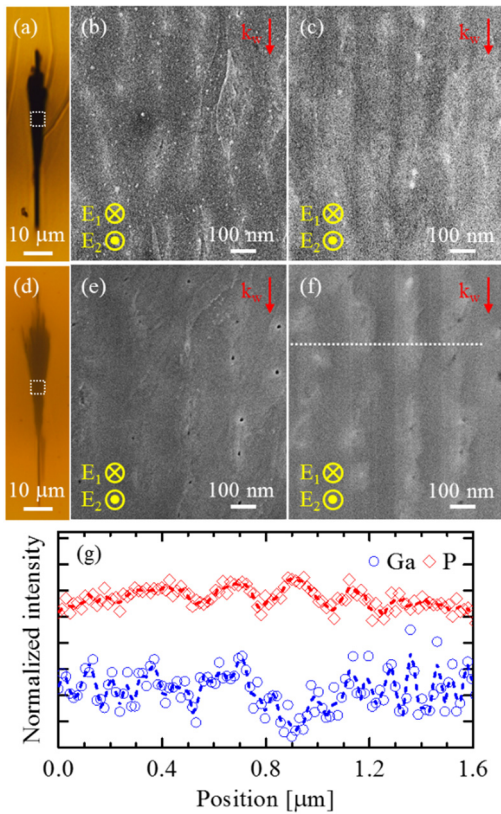 (a)
10 μm
(b)
k_w
E₁
E₂
100 nm
(c)
k_w
E₁
E₂
100 nm
(d)
10 μm
(e)
k_w
E₁
E₂
100 nm
(f)
k_w
E₁
E₂
100 nm
(g)
Ga
P
Normalized intensity
0.0 0.4 0.8 1.2 1.6
Position [μm]